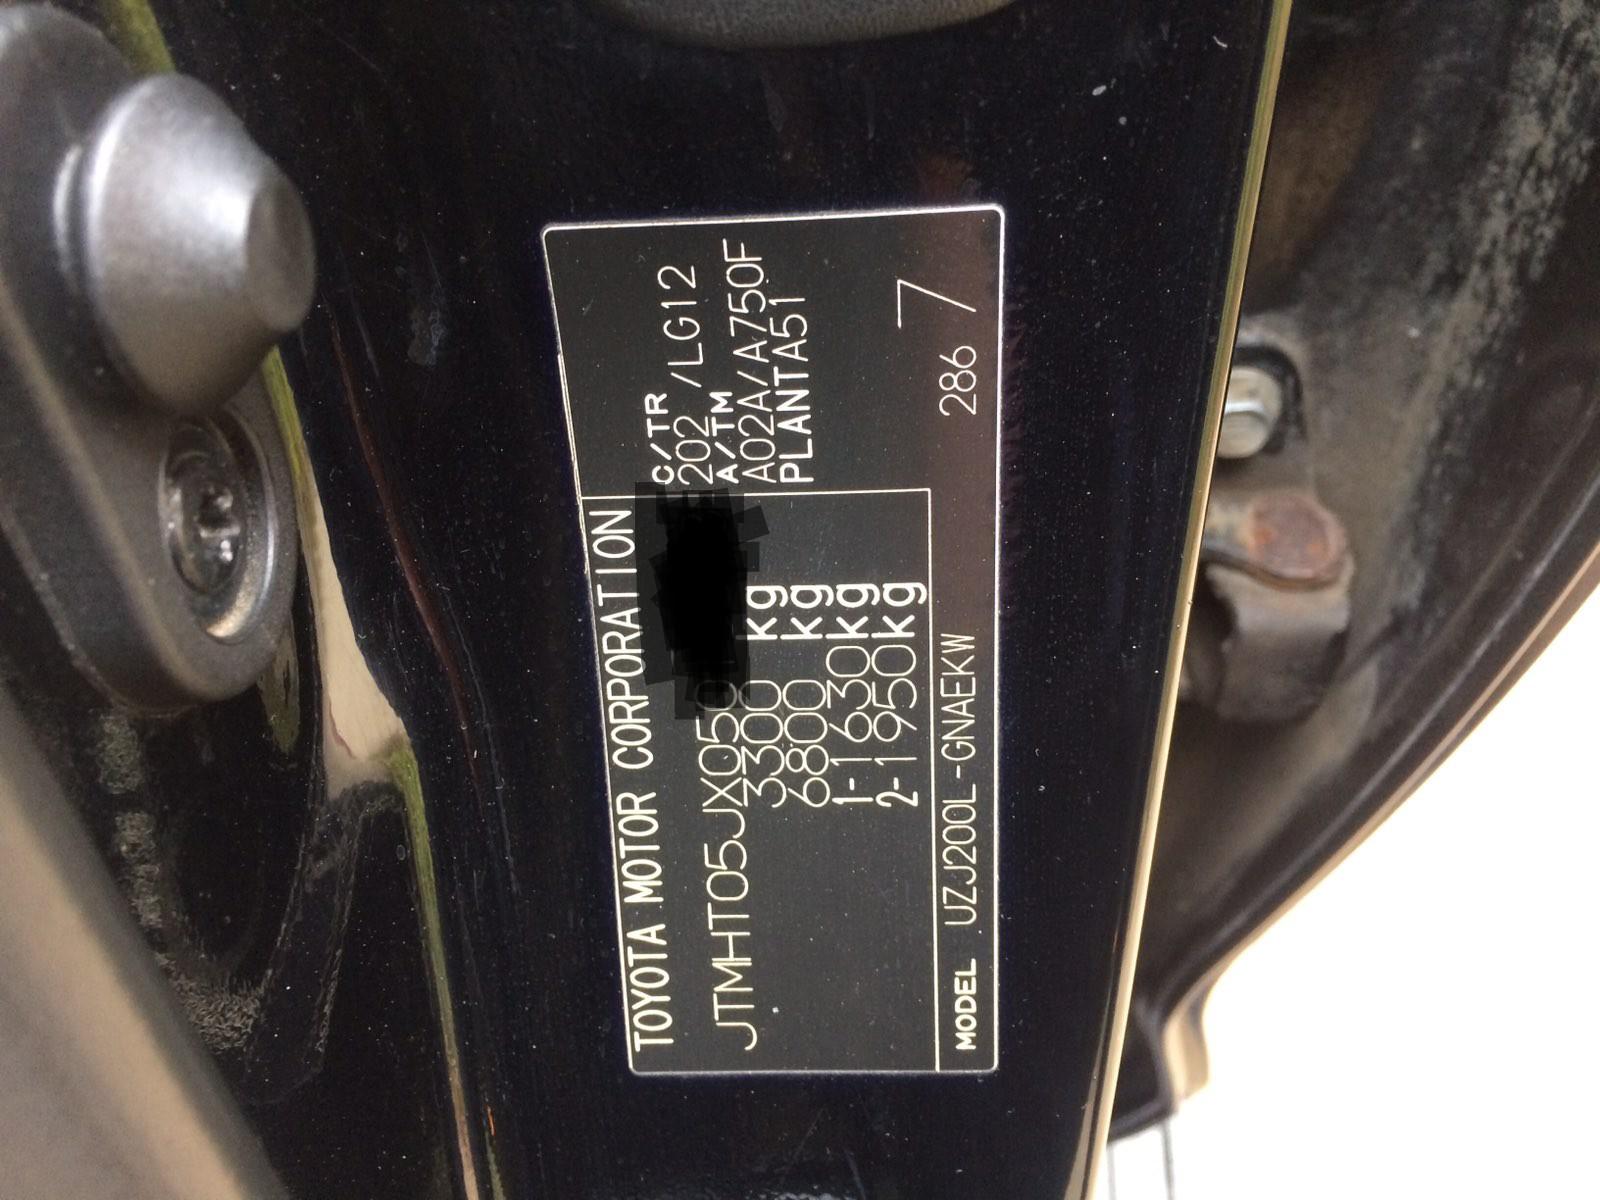 TOYOTA MOTOR CORPORATION
JTMHT05JX050
3300 kg
6800 kg
1-1630kg
2-1950kg
C/TR
202 /LG12
A/TM
A02A/A750F
PLANTA51
MODEL UZJ200L-GNAEKW 286 7